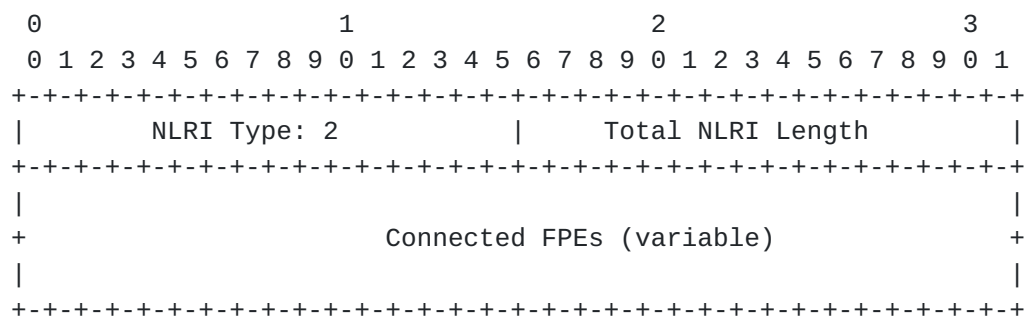 0                   1                   2                   3
 0 1 2 3 4 5 6 7 8 9 0 1 2 3 4 5 6 7 8 9 0 1 2 3 4 5 6 7 8 9 0 1
+-+-+-+-+-+-+-+-+-+-+-+-+-+-+-+-+-+-+-+-+-+-+-+-+-+-+-+-+-+-+-+-+
|        NLRI Type: 2           |     Total NLRI Length         |
+-+-+-+-+-+-+-+-+-+-+-+-+-+-+-+-+-+-+-+-+-+-+-+-+-+-+-+-+-+-+-+-+
|                                                               |
+                       Connected FPEs (variable)               +
|                                                               |
+-+-+-+-+-+-+-+-+-+-+-+-+-+-+-+-+-+-+-+-+-+-+-+-+-+-+-+-+-+-+-+-+